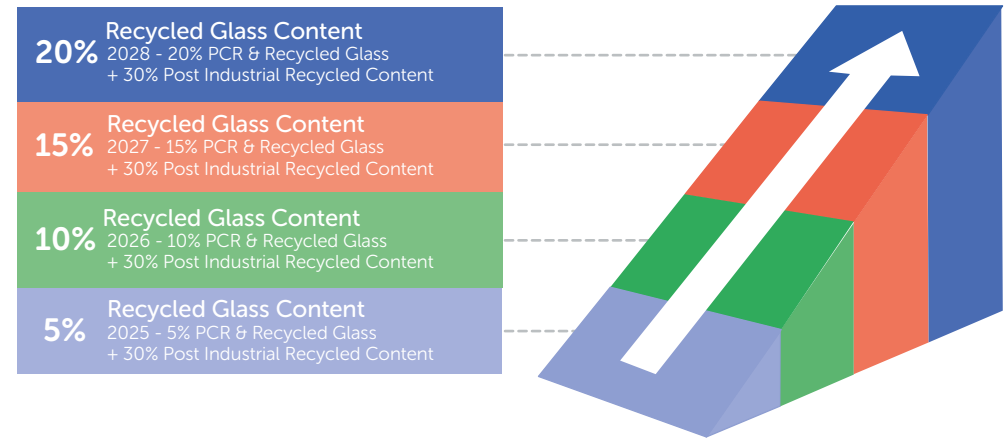 20%
Recycled Glass Content
2028 - 20% PCR & Recycled Glass
+ 30% Post Industrial Recycled Content
15%
Recycled Glass Content
2027 - 15% PCR & Recycled Glass
+ 30% Post Industrial Recycled Content
10%
Recycled Glass Content
2026 - 10% PCR & Recycled Glass
+ 30% Post Industrial Recycled Content
5%
Recycled Glass Content
2025 - 5% PCR & Recycled Glass
+ 30% Post Industrial Recycled Content